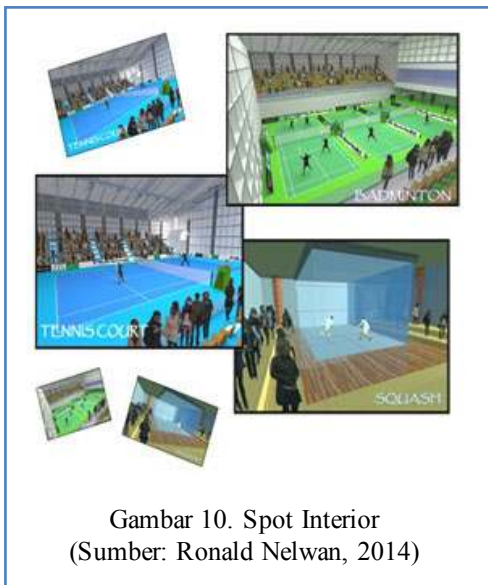 TENNIS COURT
BADMINTON
TENNIS COURT
SQUASH
Gambar 10. Spot Interior
(Sumber: Ronald Nelwan, 2014)